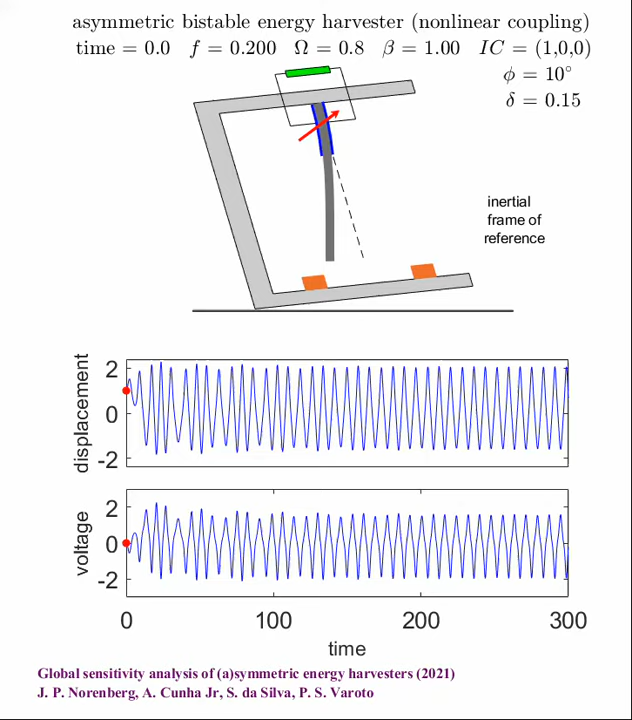 asymmetric bistable energy harvester (nonlinear coupling)
time = 0.0 f = 0.200 Ω = 0.8 β = 1.00 IC = (1,0,0)
ϕ = 10°
δ = 0.15
inertial
frame of
reference
displacement
2
0
-2
voltage
2
0
-2
0 100 200 300
time
Global sensitivity analysis of (a)symmetric energy harvesters (2021)
J. P. Norenberg, A. Cunha Jr, S. da Silva, P. S. Varoto